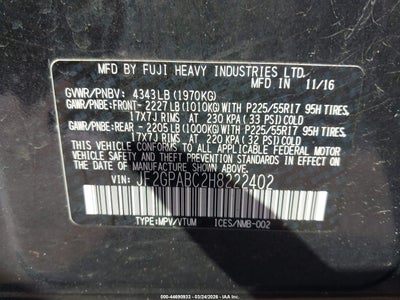 MFD. BY FUJI HEAVY INDUSTRIES LTD. 11/16
GVWR/PNBV: 4343LB (1970KG)
GAWR/PNBE: FRONT- 2227LB (1010KG) WITH P225/55R17 95H TIRES,
17X7J RIMS AT 230 KPA (33 PSI) COLD
GAWR/PNBE: REAR - 2205LB (1000KG) WITH P225/55R17 95H TIRES,
17X7J RIMS AT 220 KPA (32 PSI) COLD
THIS VEHICLE CONFORMS TO ALL APPLICABLE FEDERAL MOTOR
VEHICLE SAFETY, BUMPER, AND THEFT PREVENTION STANDARDS IN
EFFECT ON THE DATE OF MANUFACTURE SHOWN ABOVE.
VIN: JF2GPABC2H8222402
TYPE:MPV/VTUM ICES/NMB-002
000-44690933 - 03/24/2026 - IAAI.COM